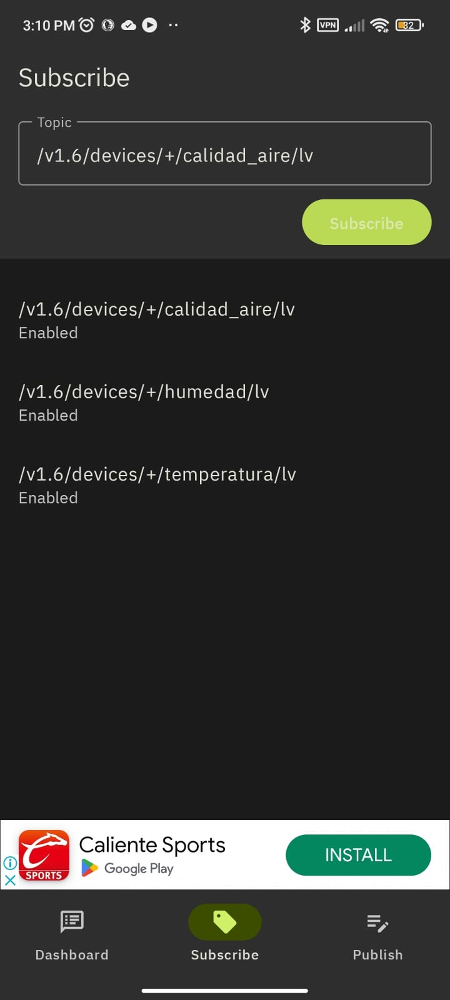 3:10 PM
VPN
32
Subscribe
Topic
/v1.6/devices/+/calidad_aire/lv
Subscribe
/v1.6/devices/+/calidad_aire/lv
Enabled
/v1.6/devices/+/humedad/lv
Enabled
/v1.6/devices/+/temperatura/lv
Enabled
SPORTS
Caliente Sports
Google Play
INSTALL
Dashboard
Subscribe
Publish